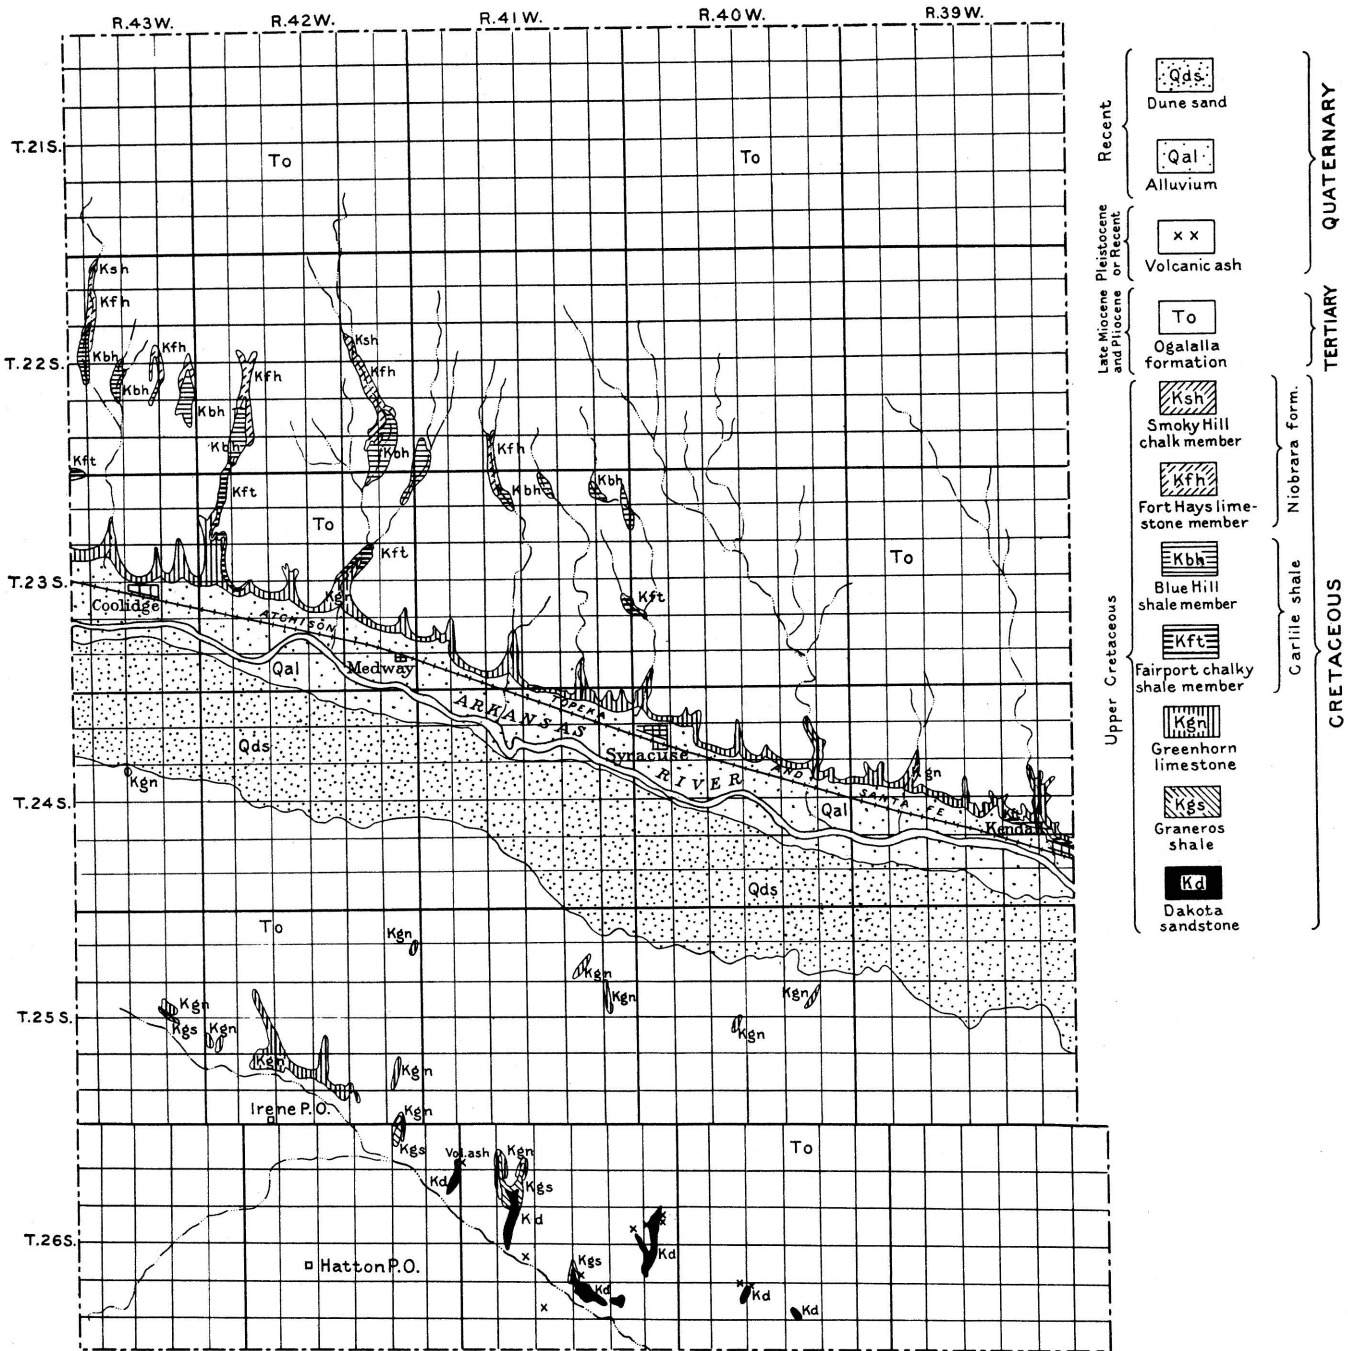 R.43W. R.42W. R.41W. R.40W. R.39W.
T.21S.
To
To
Ksh
Kfh
Kbh
Kbh
Kfh
Kbh
Kfh
Kbh
Kft
Kft
T.22S.
Ksh
Kfh
Kbh
Kfh
Kbh
Kbh
To
To
Kft
Kgn
Kft
T.23S.
Coolidge
ATCHISON
Medway
Qal
TOPEKA
ARKANSAS
Syracuse
RIVER
AND
SANTA FE
Kgn
Qal
Qds
Kgn
T.24S.
Qds
To
Kgn
Kgn
Kgn
Kgn
Kgn
Kgn
Kgs
Kgn
T.25S.
Kgn
Kgn
Irene P.O.
Kgn
Kgs
Vol.ash
Kd
Kgn
Kgs
Kd
To
T.26S.
Hatton P.O.
Kgs
Kd
Kd
Kd
Kd
Qds
Dune sand
Qal
Alluvium
Recent
x x
Volcanic ash
Pleistocene
or Recent
QUATERNARY
To
Ogalalla
formation
Late Miocene
and Pliocene
TERTIARY
Ksh
Smoky Hill
chalk member
Kfh
Fort Hays lime-
stone member
Niobrara form.
Kbh
Blue Hill
shale member
Kft
Fairport chalky
shale member
Carlile shale
Kgn
Greenhorn
limestone
Kgs
Graneros
shale
Kd
Dakota
sandstone
Upper Cretaceous
CRETACEOUS